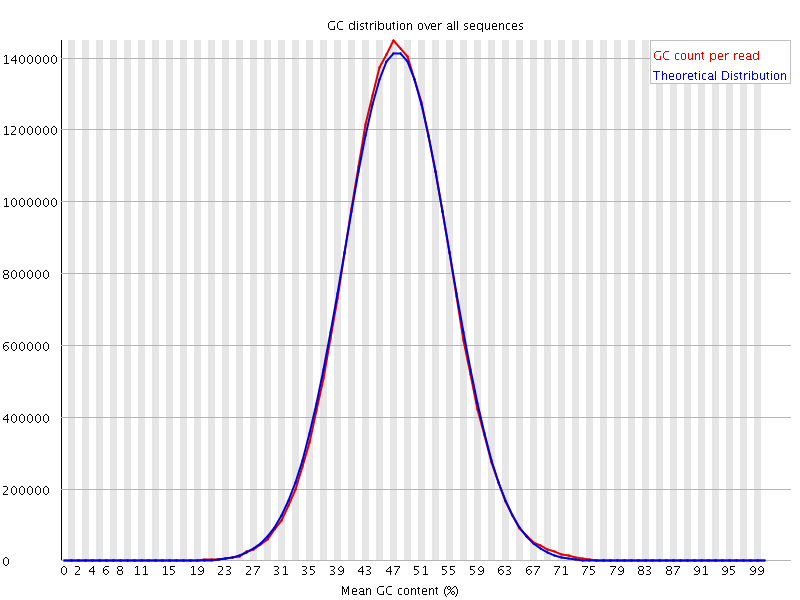 GC distribution over all sequences
GC count per read
Theoretical Distribution
1400000
1200000
1000000
800000
600000
400000
200000
0
0 2 4 6 8 11 15 19 23 27 31 35 39 43 47 51 55 59 63 67 71 75 79 83 87 91 95 99
Mean GC content (%)